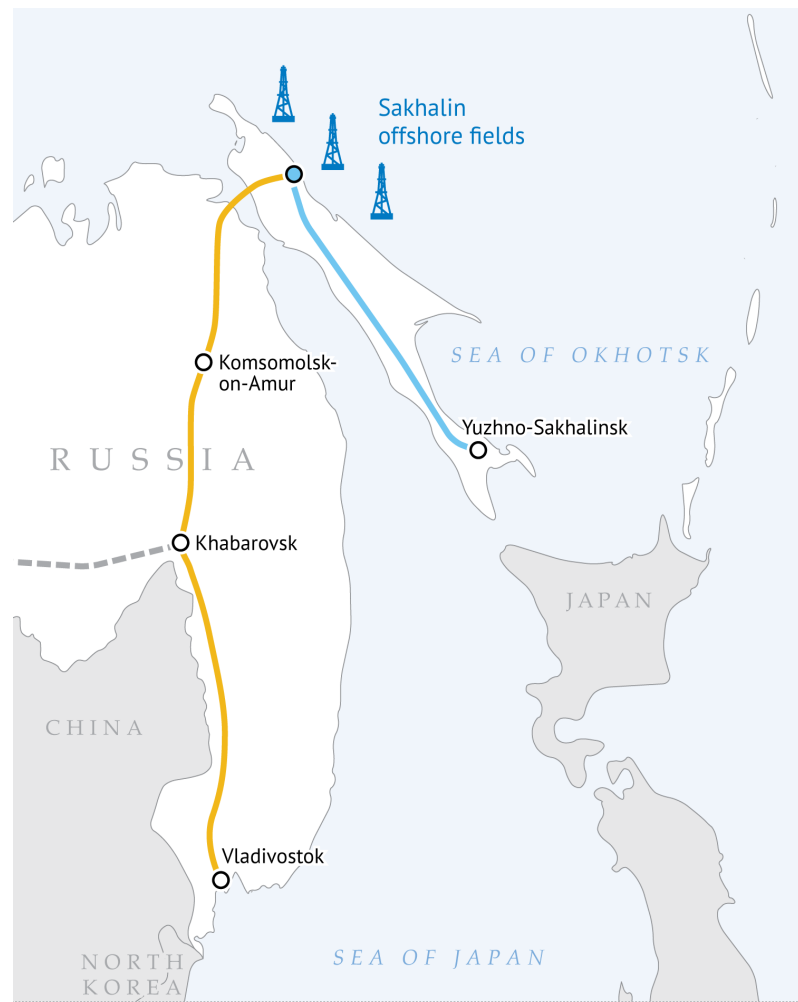 Sakhalin
offshore fields
SEA OF OKHOTSK
Komsomolsk-
on-Amur
Yuzhno-Sakhalinsk
RUSSIA
Khabarovsk
JAPAN
CHINA
Vladivostok
SEA OF JAPAN
NORTH
KOREA